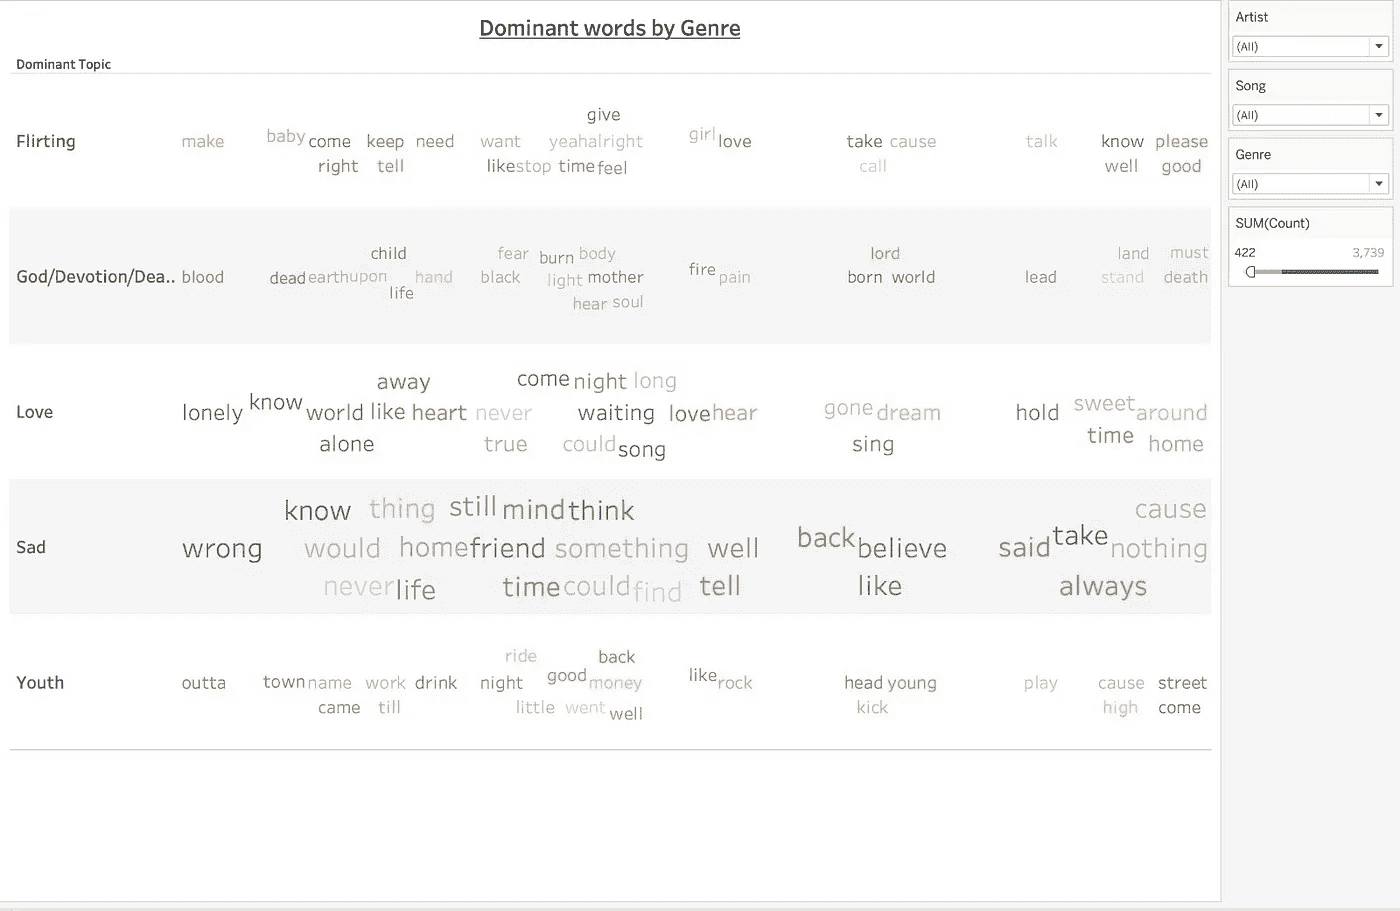 Dominant words by Genre
Dominant Topic
Flirting
give
make baby come keep need want yeah alright girl love take cause talk know please
right tell like stop time feel call well good
God/Devotion/Dea..
child fear burn body lord land must
blood dead earth upon hand black light mother fire pain born world lead stand death
life hear soul
Love
away come night long
lonely know world like heart never waiting love hear gone dream hold sweet around
alone true could song sing time home
Sad
know thing still mind think cause
wrong would home friend something well back believe said take nothing
never life time could find tell like always
Youth
ride back
outta town name work drink night good money like rock head young play cause street
came till little went well kick high come
Artist
(All)
Song
(All)
Genre
(All)
SUM(Count)
422 3,739